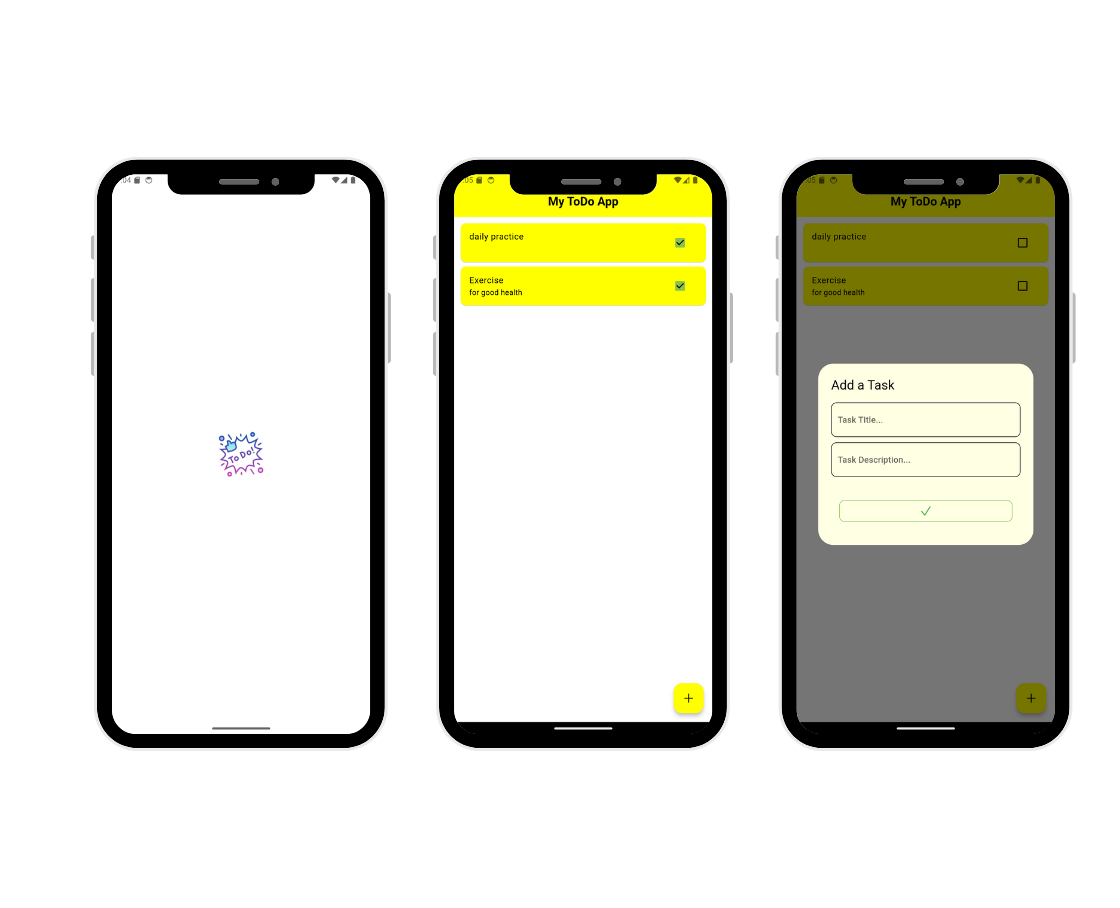 To Do!
My ToDo App
daily practice
Exercise
for good health
My ToDo App
daily practice
Exercise
for good health
Add a Task
Task Title...
Task Description...